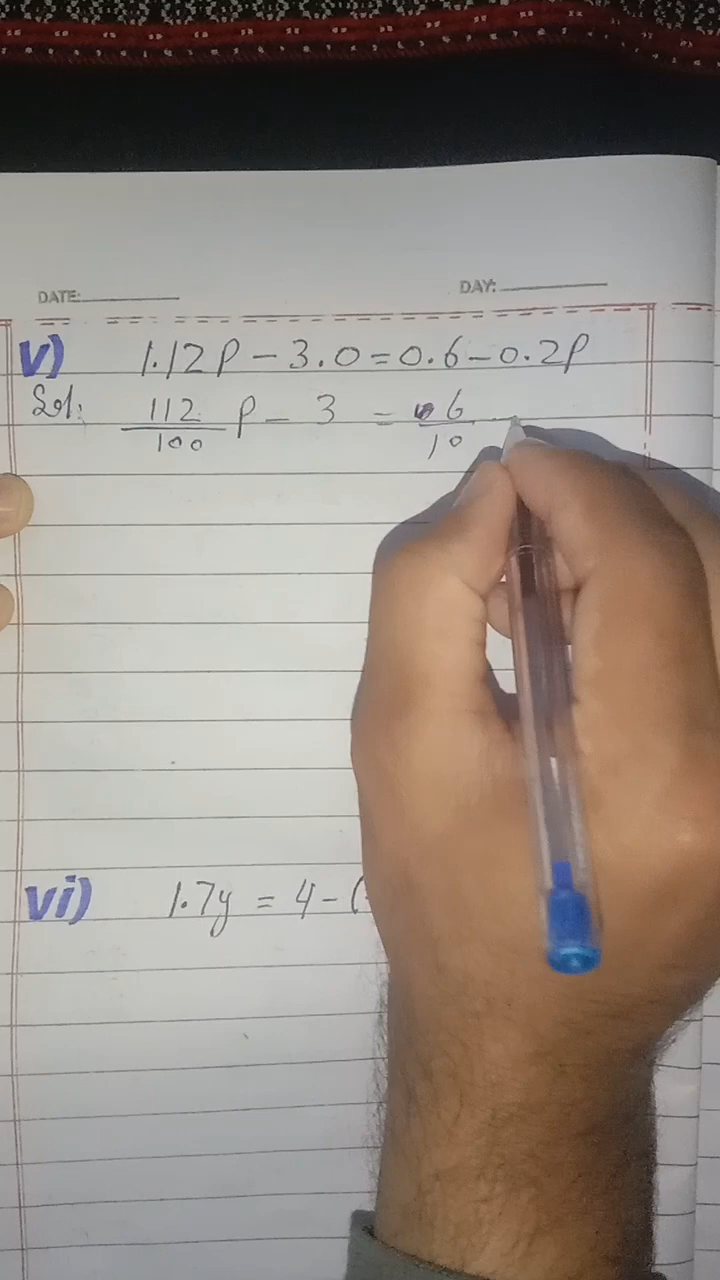 DATE: DAY:
v) 1.12P - 3.0 = 0.6 - 0.2P
Sol: 112/100 P - 3 = 6/10
vi) 1.7y = 4 - (